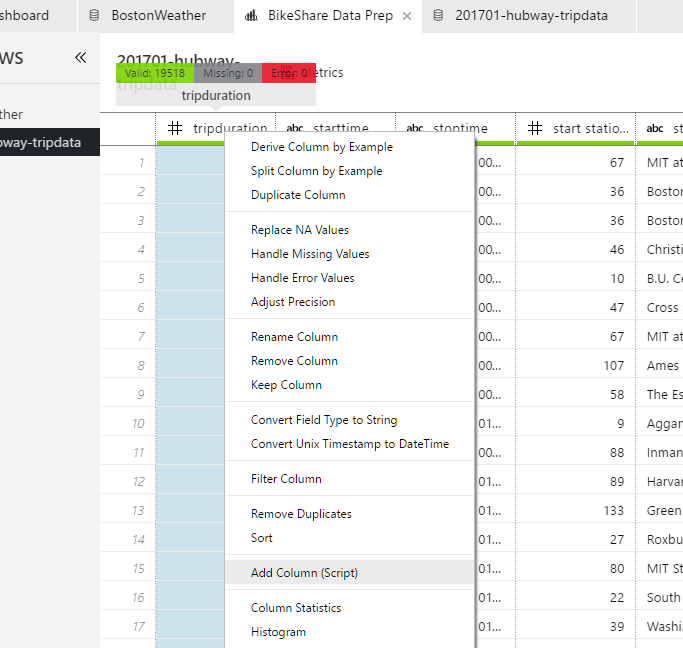 shboard BostonWeather BikeShare Data Prep × 201701-hubway-tripdata
WS «
201701-hubway-tripdata
Metrics
Valid: 19518 Missing: 0 Error: 0
tripduration
ther
way-tripdata
# tripduration abc starttime abc stoptime # start statio... abc st
1 00... 67 MIT at
2 00... 36 Boston
3 00... 36 Boston
4 00... 46 Christi
5 00... 10 B.U. Ce
6 00... 47 Cross
7 00... 67 MIT at
8 00... 107 Ames
9 00... 58 The Es
10 01... 9 Aggan
11 00... 88 Inman
12 01... 89 Harvar
13 01... 133 Green
14 01... 27 Roxbu
15 01... 80 MIT St
16 01... 22 South
17 01... 39 Washi
Derive Column by Example
Split Column by Example
Duplicate Column
Replace NA Values
Handle Missing Values
Handle Error Values
Adjust Precision
Rename Column
Remove Column
Keep Column
Convert Field Type to String
Convert Unix Timestamp to DateTime
Filter Column
Remove Duplicates
Sort
Add Column (Script)
Column Statistics
Histogram